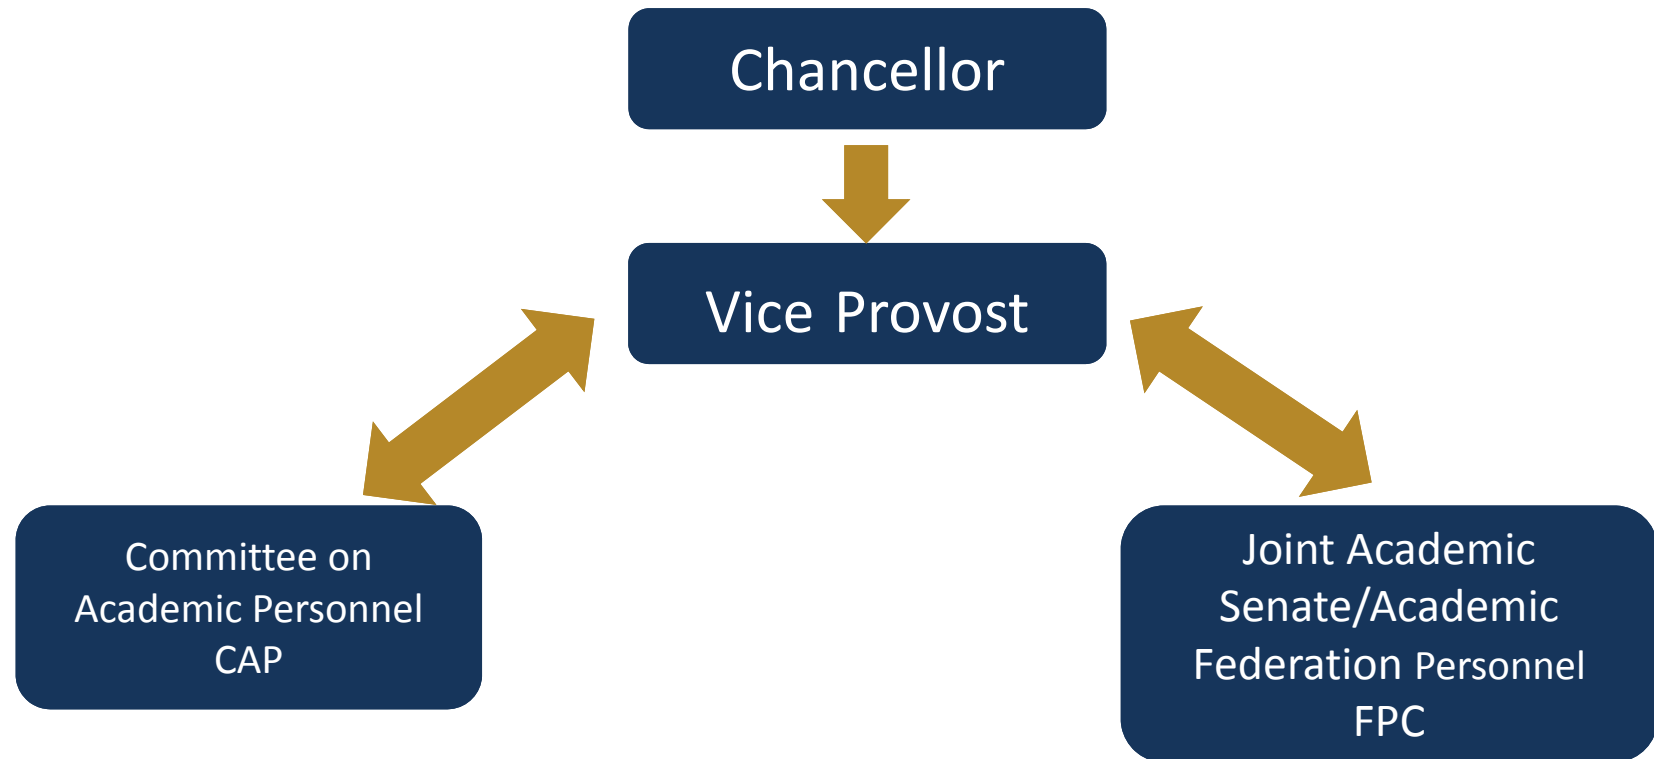 Chancellor
Vice Provost
Committee on
Academic Personnel
CAP
Joint Academic
Senate/Academic
Federation Personnel
FPC